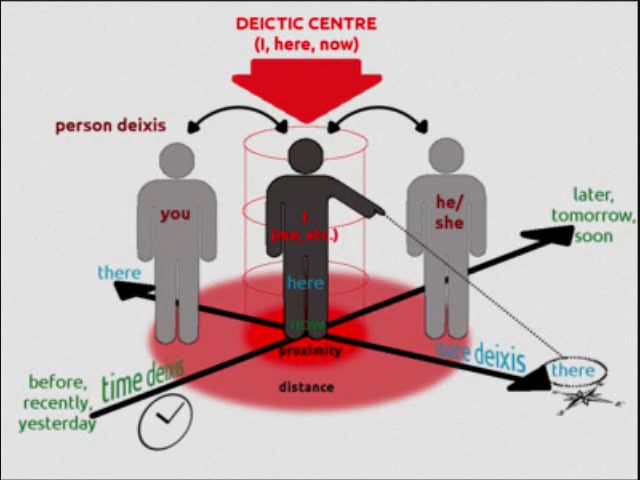 DEICTIC CENTRE
(I, here, now)
person deixis
you
I
(me, etc.)
he/
she
later,
tomorrow,
soon
there
here
now
proximity
space deixis
there
time deixis
distance
before,
recently,
yesterday